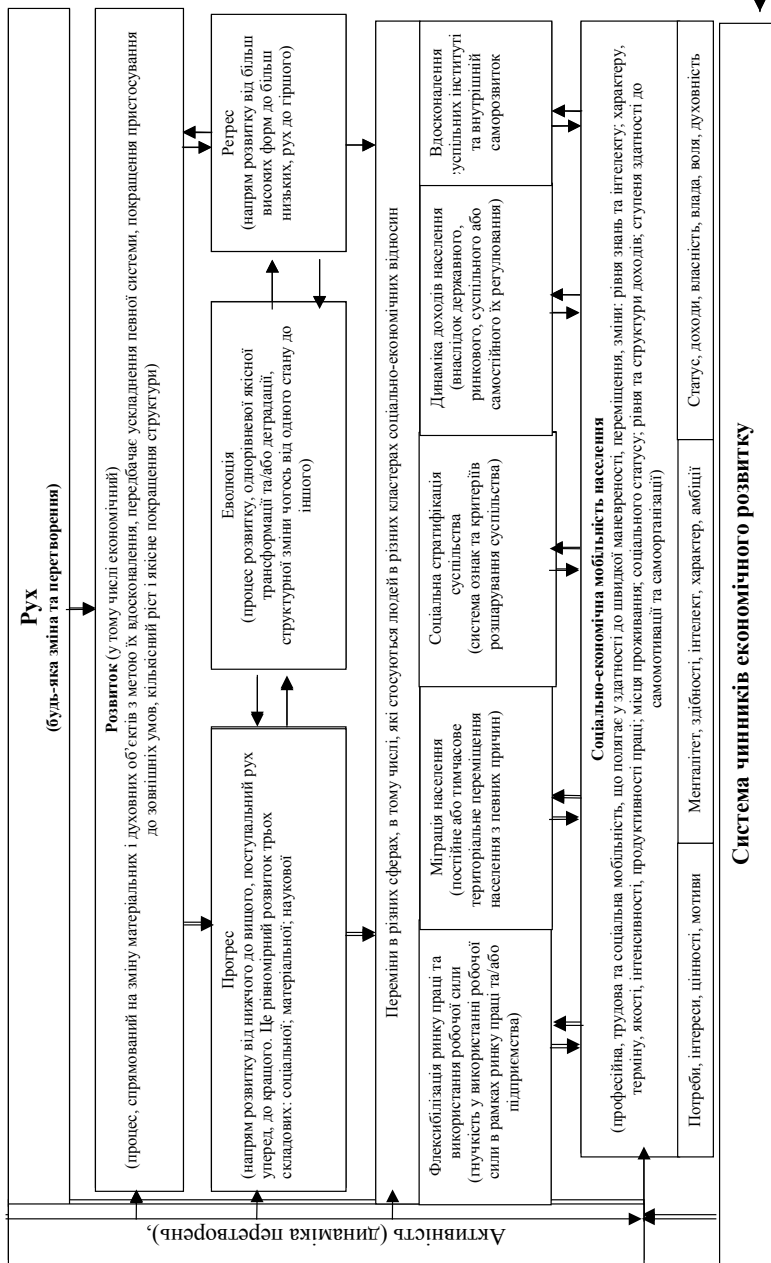 Рух
(будь-яка зміна та перетворення)
Розвиток (у тому числі економічний)
(процес, спрямований на зміну матеріальних і духовних об’єктів з метою їх вдосконалення, передбачає ускладнення певної системи, покращення пристосування
до зовнішніх умов, кількісний ріст і якісне покращення структури)
Прогрес
(напрям розвитку від нижчого до вищого, поступальний рух
уперед, до кращого. Це рівномірний розвиток трьох
складових: соціальної; матеріальної; наукової
Еволюція
(процес розвитку, однорівневої якісної
трансформації та/або деградації,
структурної зміни чогось від одного стану до
іншого)
Регрес
(напрям розвитку від більш
високих форм до більш
низьких, рух до гіршого)
Переміни в різних сферах, в тому числі, які стосуються людей в різних кластерах соціально-економічних відносин
Флексибілізація ринку праці та
використання робочої сили
(гнучкість у використанні робочої
сили в рамках ринку праці та/або
підприємства)
Міграція населення
(постійне або тимчасове
територіальне переміщення
населення з певних причин)
Соціальна стратифікація
суспільства
(система ознак та критеріїв
розшарування суспільства)
Динаміка доходів населення
(внаслідок державного,
ринкового, суспільного або
самостійного їх регулювання)
Вдосконалення
суспільних інституті
та внутрішній
саморозвиток
Соціально-економічна мобільність населення
(професійна, трудова та соціальна мобільність, що полягає у здатності до швидкої маневреності, переміщення, зміни: рівня знань та інтелекту; характеру,
терміну, якості, інтенсивності, продуктивності праці; місця проживання; соціального статусу; рівня та структури доходів; ступеня здатності до
самомотивації та самоорганізації)
Потреби, інтереси, цінності, мотиви
Менталітет, здібності, інтелект, характер, амбіції
Статус, доходи, власність, влада, воля, духовність
Система чинників економічного розвитку
Активність (динаміка перетворень),